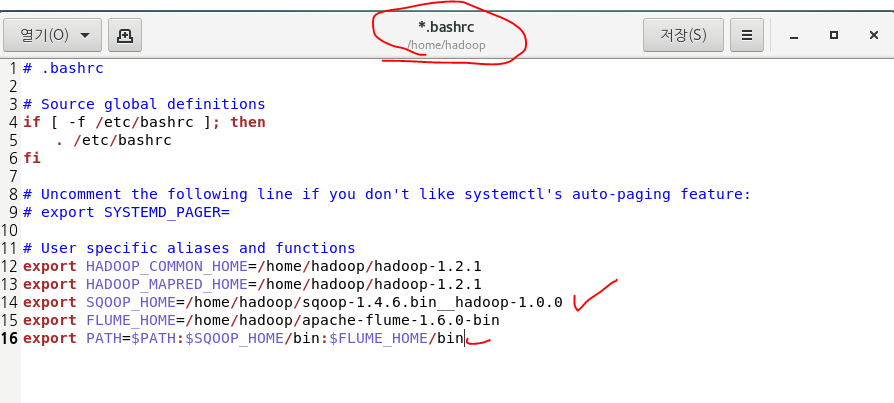 열기(O)
*.bashrc
/home/hadoop
저장(S)
1 # .bashrc
2
3 # Source global definitions
4 if [ -f /etc/bashrc ]; then
5     . /etc/bashrc
6 fi
7
8 # Uncomment the following line if you don't like systemctl's auto-paging feature:
9 # export SYSTEMD_PAGER=
10
11 # User specific aliases and functions
12 export HADOOP_COMMON_HOME=/home/hadoop/hadoop-1.2.1
13 export HADOOP_MAPRED_HOME=/home/hadoop/hadoop-1.2.1
14 export SQOOP_HOME=/home/hadoop/sqoop-1.4.6.bin__hadoop-1.0.0
15 export FLUME_HOME=/home/hadoop/apache-flume-1.6.0-bin
16 export PATH=$PATH:$SQOOP_HOME/bin:$FLUME_HOME/bin